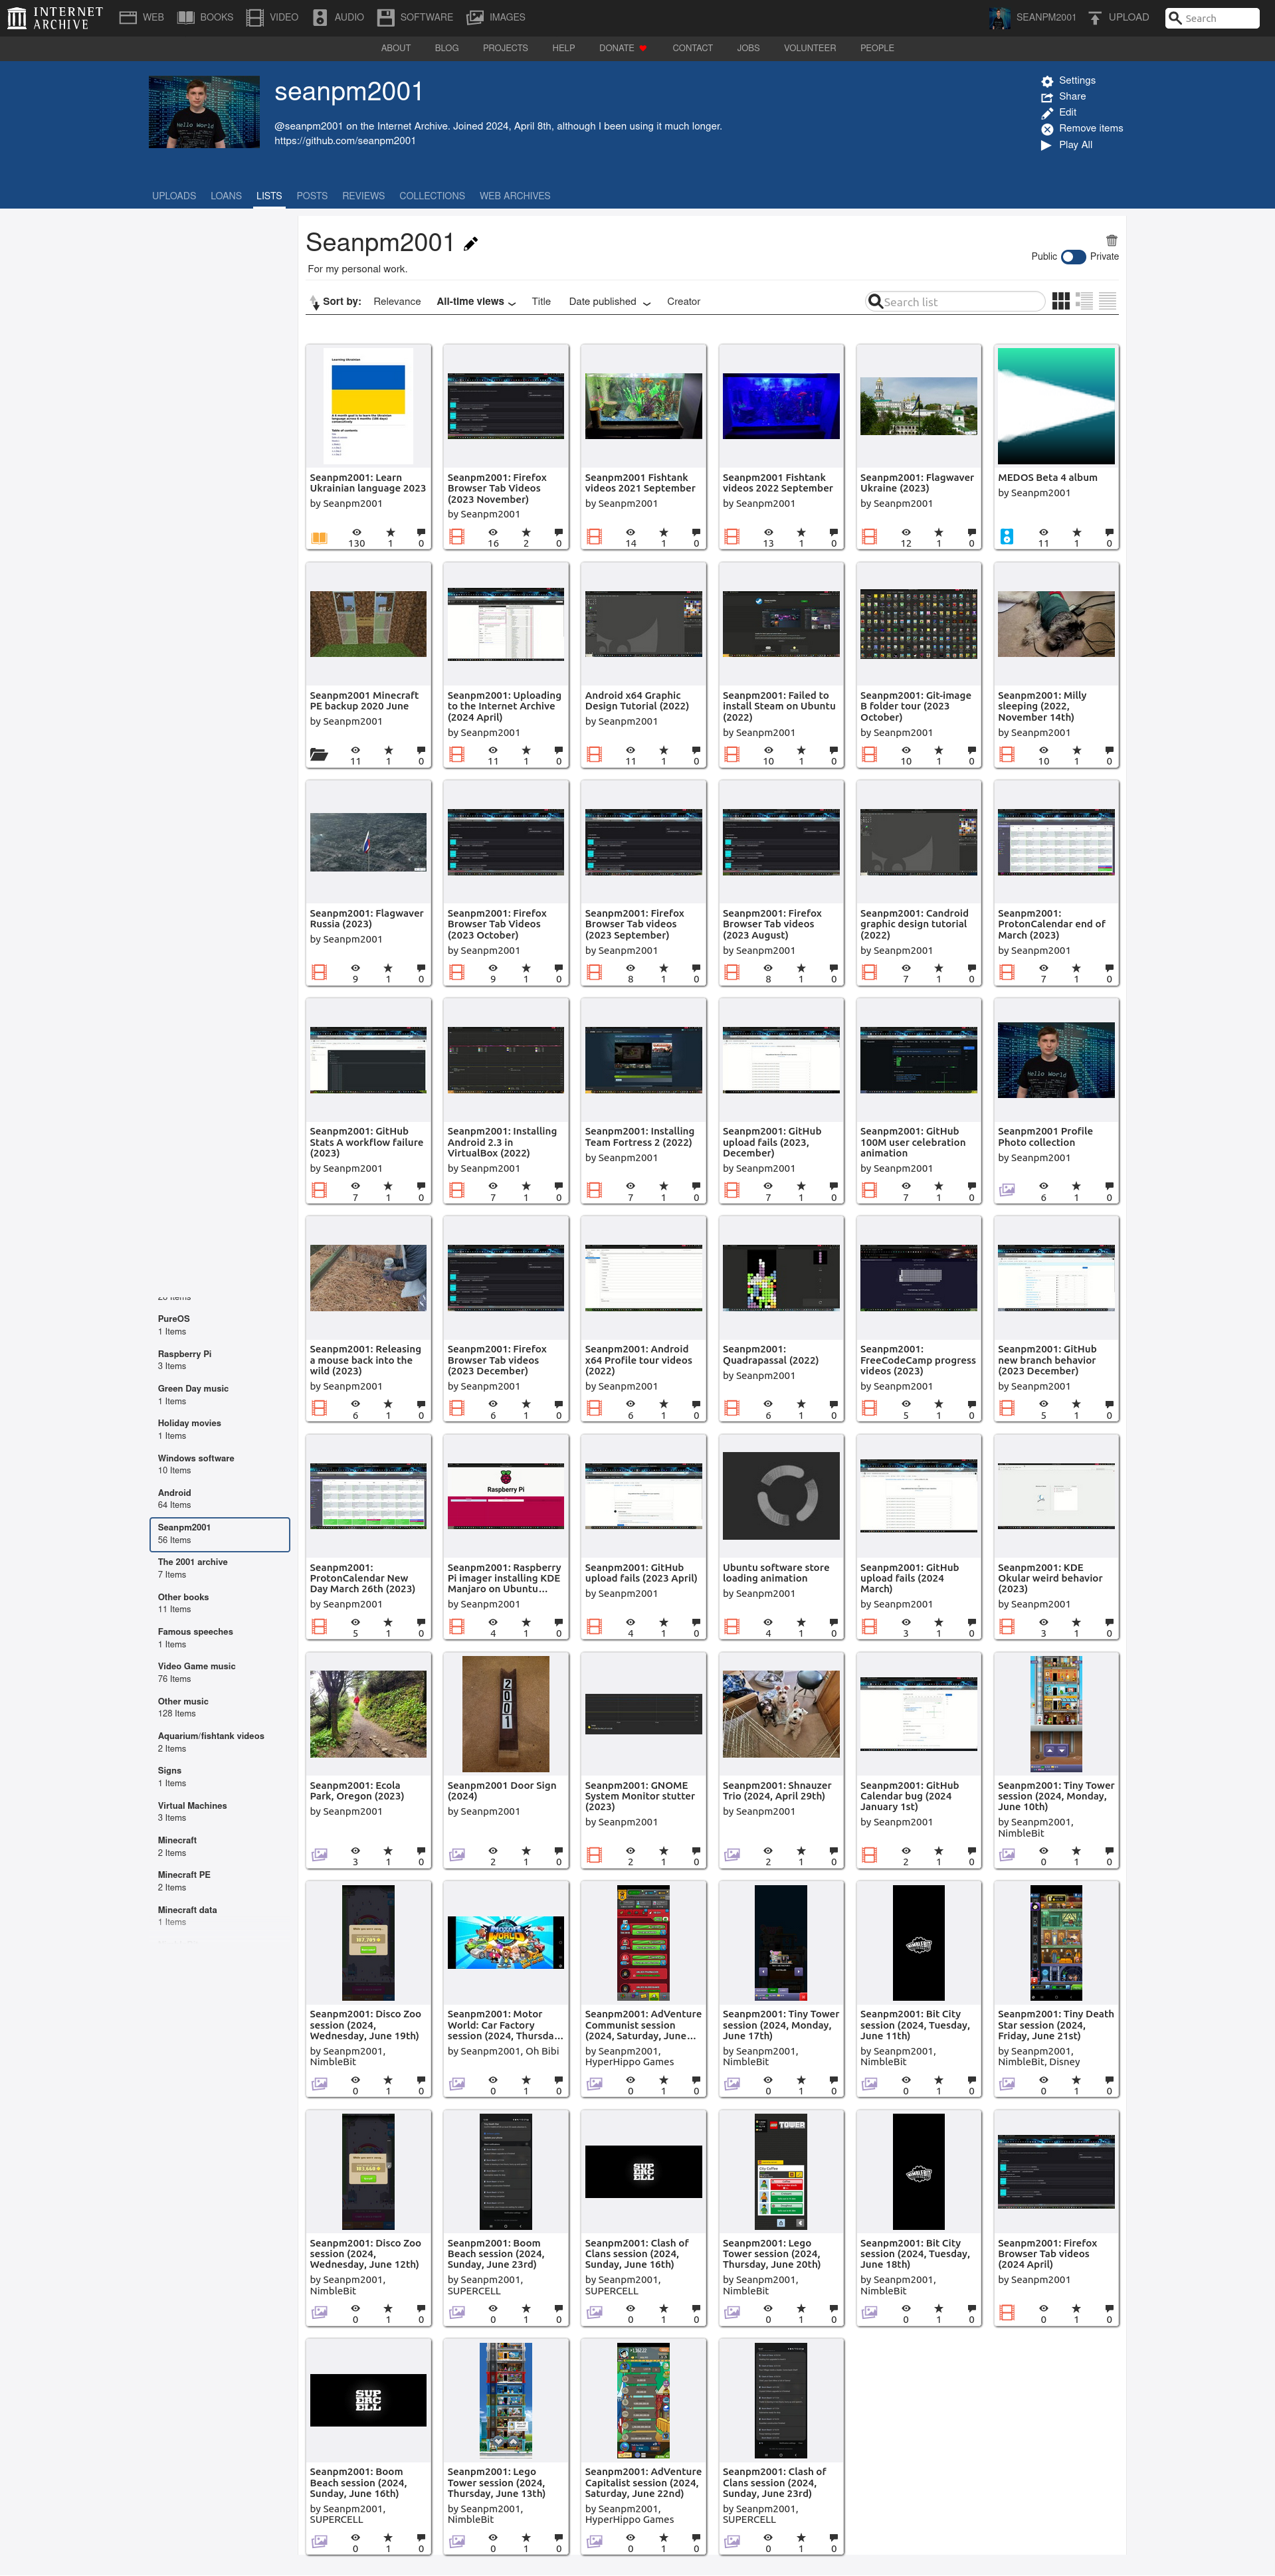 INTERNET ARCHIVE
WEB
BOOKS
VIDEO
AUDIO
SOFTWARE
IMAGES
SEANPM2001
UPLOAD
Search
ABOUT
BLOG
PROJECTS
HELP
DONATE
CONTACT
JOBS
VOLUNTEER
PEOPLE
seanpm2001
@seanpm2001 on the Internet Archive. Joined 2024, April 8th, although I been using it much longer.
https://github.com/seanpm2001
Settings
Share
Edit
Remove items
Play All
UPLOADS
LOANS
LISTS
POSTS
REVIEWS
COLLECTIONS
WEB ARCHIVES
Seanpm2001
For my personal work.
Public Private
Sort by: Relevance All-time views Title Date published Creator
Search list
Seanpm2001: Learn
Ukrainian language 2023
by Seanpm2001
130 1 0
Seanpm2001: Firefox
Browser Tab Videos
(2023 November)
by Seanpm2001
16 2 0
Seanpm2001 Fishtank
videos 2021 September
by Seanpm2001
14 1 0
Seanpm2001 Fishtank
videos 2022 September
by Seanpm2001
13 1 0
Seanpm2001: Flagwaver
Ukraine (2023)
by Seanpm2001
12 1 0
MEDOS Beta 4 album
by Seanpm2001
11 1 0
Seanpm2001 Minecraft
PE backup 2020 June
by Seanpm2001
11 1 0
Seanpm2001: Uploading
to the Internet Archive
(2024 April)
by Seanpm2001
11 1 0
Android x64 Graphic
Design Tutorial (2022)
by Seanpm2001
11 1 0
Seanpm2001: Failed to
install Steam on Ubuntu
(2022)
by Seanpm2001
10 1 0
Seanpm2001: Git-image
B folder tour (2023
October)
by Seanpm2001
10 1 0
Seanpm2001: Milly
sleeping (2022,
November 14th)
by Seanpm2001
10 1 0
Seanpm2001: Flagwaver
Russia (2023)
by Seanpm2001
9 1 0
Seanpm2001: Firefox
Browser Tab Videos
(2023 October)
by Seanpm2001
9 1 0
Seanpm2001: Firefox
Browser Tab videos
(2023 September)
by Seanpm2001
8 1 0
Seanpm2001: Firefox
Browser Tab videos
(2023 August)
by Seanpm2001
8 1 0
Seanpm2001: Candroid
graphic design tutorial
(2022)
by Seanpm2001
7 1 0
Seanpm2001:
ProtonCalendar end of
March (2023)
by Seanpm2001
7 1 0
Seanpm2001: GitHub
Stats A workflow failure
(2023)
by Seanpm2001
7 1 0
Seanpm2001: Installing
Android 2.3 in
VirtualBox (2022)
by Seanpm2001
7 1 0
Seanpm2001: Installing
Team Fortress 2 (2022)
by Seanpm2001
7 1 0
Seanpm2001: GitHub
upload fails (2023,
December)
by Seanpm2001
7 1 0
Seanpm2001: GitHub
100M user celebration
animation
by Seanpm2001
7 1 0
Hello World
Seanpm2001 Profile
Photo collection
by Seanpm2001
6 1 0
Seanpm2001: Releasing
a mouse back into the
wild (2023)
by Seanpm2001
6 1 0
Seanpm2001: Firefox
Browser Tab videos
(2023 December)
by Seanpm2001
6 1 0
Seanpm2001: Android
x64 Profile tour videos
(2022)
by Seanpm2001
6 1 0
Seanpm2001:
Quadrapassal (2022)
by Seanpm2001
6 1 0
Seanpm2001:
FreeCodeCamp progress
videos (2023)
by Seanpm2001
5 1 0
Seanpm2001: GitHub
new branch behavior
(2023 December)
by Seanpm2001
5 1 0
PureOS
1 Items
Raspberry Pi
3 Items
Green Day music
1 Items
Holiday movies
1 Items
Windows software
10 Items
Android
64 Items
Seanpm2001
56 Items
The 2001 archive
7 Items
Other books
11 Items
Famous speeches
1 Items
Video Game music
76 Items
Other music
128 Items
Aquarium/fishtank videos
2 Items
Signs
1 Items
Virtual Machines
3 Items
Minecraft
2 Items
Minecraft PE
2 Items
Minecraft data
1 Items
Seanpm2001:
ProtonCalendar New
Day March 26th (2023)
by Seanpm2001
5 1 0
Raspberry Pi
Seanpm2001: Raspberry
Pi imager installing KDE
Manjaro on Ubuntu...
by Seanpm2001
4 1 0
Seanpm2001: GitHub
upload fails (2023 April)
by Seanpm2001
4 1 0
Ubuntu software store
loading animation
by Seanpm2001
4 1 0
Seanpm2001: GitHub
upload fails (2024
March)
by Seanpm2001
3 1 0
Seanpm2001: KDE
Okular weird behavior
(2023)
by Seanpm2001
3 1 0
Seanpm2001: Ecola
Park, Oregon (2023)
by Seanpm2001
3 1 0
2001
Seanpm2001 Door Sign
(2024)
by Seanpm2001
2 1 0
Seanpm2001: GNOME
System Monitor stutter
(2023)
by Seanpm2001
2 1 0
Seanpm2001: Shnauzer
Trio (2024, April 29th)
by Seanpm2001
2 1 0
Seanpm2001: GitHub
Calendar bug (2024
January 1st)
by Seanpm2001
2 1 0
Seanpm2001: Tiny Tower
session (2024, Monday,
June 10th)
by Seanpm2001,
NimbleBit
0 1 0
Seanpm2001: Disco Zoo
session (2024,
Wednesday, June 19th)
by Seanpm2001,
NimbleBit
0 1 0
MOTOR WORLD
Seanpm2001: Motor
World: Car Factory
session (2024, Thursda...
by Seanpm2001, Oh Bibi
0 1 0
Seanpm2001: AdVenture
Communist session
(2024, Saturday, June...
by Seanpm2001,
HyperHippo Games
0 1 0
Seanpm2001: Tiny Tower
session (2024, Monday,
June 17th)
by Seanpm2001,
NimbleBit
0 1 0
NIMBLEBIT
Seanpm2001: Bit City
session (2024, Tuesday,
June 11th)
by Seanpm2001,
NimbleBit
0 1 0
Seanpm2001: Tiny Death
Star session (2024,
Friday, June 21st)
by Seanpm2001,
NimbleBit, Disney
0 1 0
Seanpm2001: Disco Zoo
session (2024,
Wednesday, June 12th)
by Seanpm2001,
NimbleBit
0 1 0
Seanpm2001: Boom
Beach session (2024,
Sunday, June 23rd)
by Seanpm2001,
SUPERCELL
0 1 0
SUPERCELL
Seanpm2001: Clash of
Clans session (2024,
Sunday, June 16th)
by Seanpm2001,
SUPERCELL
0 1 0
LEGO TOWER
Seanpm2001: Lego
Tower session (2024,
Thursday, June 20th)
by Seanpm2001,
NimbleBit
0 1 0
NIMBLEBIT
Seanpm2001: Bit City
session (2024, Tuesday,
June 18th)
by Seanpm2001,
NimbleBit
0 1 0
Seanpm2001: Firefox
Browser Tab videos
(2024 April)
by Seanpm2001
0 1 0
SUPERCELL
Seanpm2001: Boom
Beach session (2024,
Sunday, June 16th)
by Seanpm2001,
SUPERCELL
0 1 0
Seanpm2001: Lego
Tower session (2024,
Thursday, June 13th)
by Seanpm2001,
NimbleBit
0 1 0
Seanpm2001: AdVenture
Capitalist session (2024,
Saturday, June 22nd)
by Seanpm2001,
HyperHippo Games
0 1 0
Seanpm2001: Clash of
Clans session (2024,
Sunday, June 23rd)
by Seanpm2001,
SUPERCELL
0 1 0